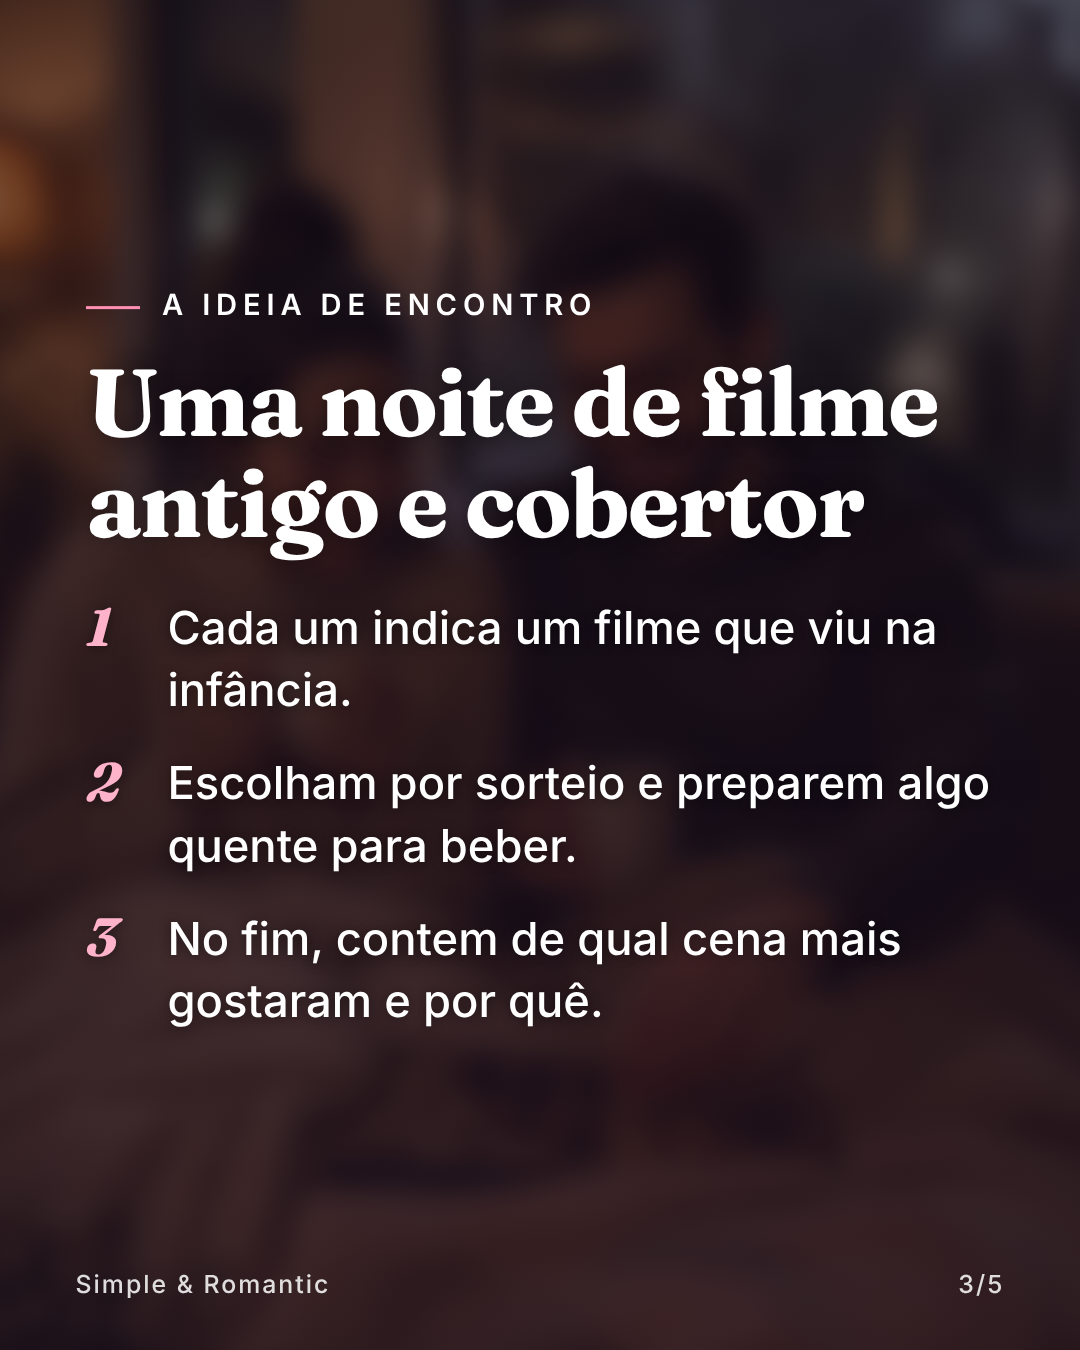 A IDEIA DE ENCONTRO
Uma noite de filme
antigo e cobertor
1 Cada um indica um filme que viu na
infância.
2 Escolham por sorteio e preparem algo
quente para beber.
3 No fim, contem de qual cena mais
gostaram e por quê.
Simple & Romantic 3/5